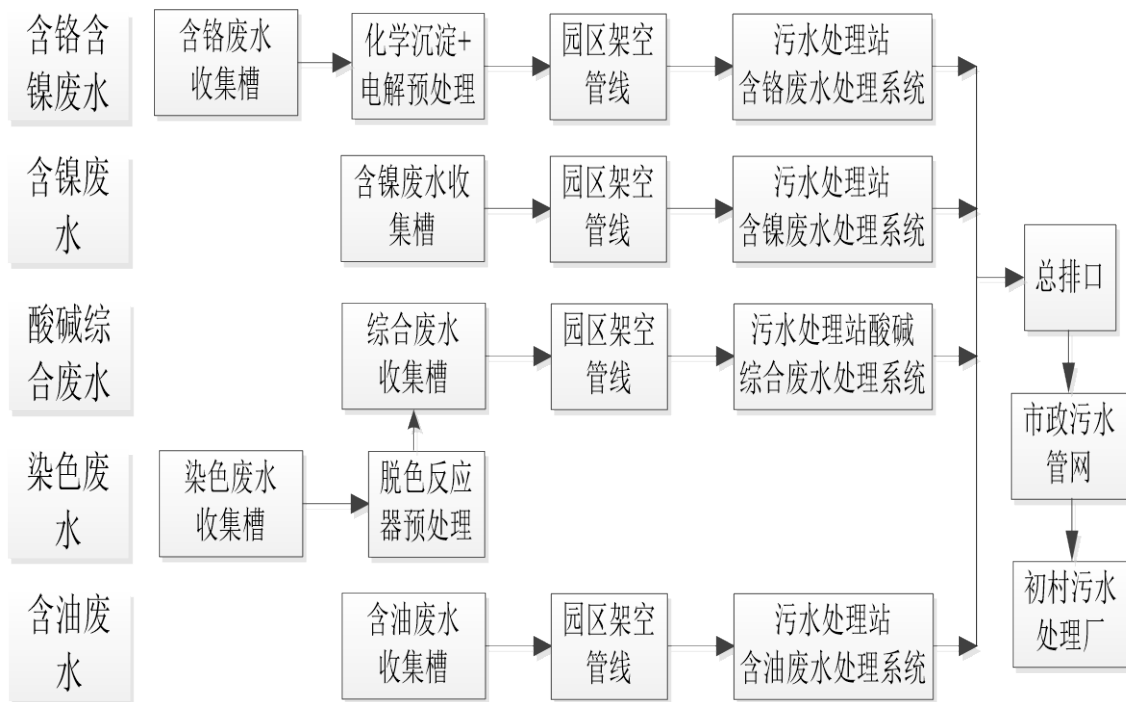 含铬含
镍废水
含铬废水
收集槽
化学沉淀+
电解预处理
园区架空
管线
污水处理站
含铬废水处理系统
含镍废
水
含镍废水收
集槽
园区架空
管线
污水处理站
含镍废水处理系统
总排口
酸碱综
合废水
综合废水
收集槽
园区架空
管线
污水处理站酸碱
综合废水处理系统
市政污水
管网
染色废
水
染色废水
收集槽
脱色反应
器预处理
初村污水
处理厂
含油废
水
含油废水
收集槽
园区架空
管线
污水处理站
含油废水处理系统